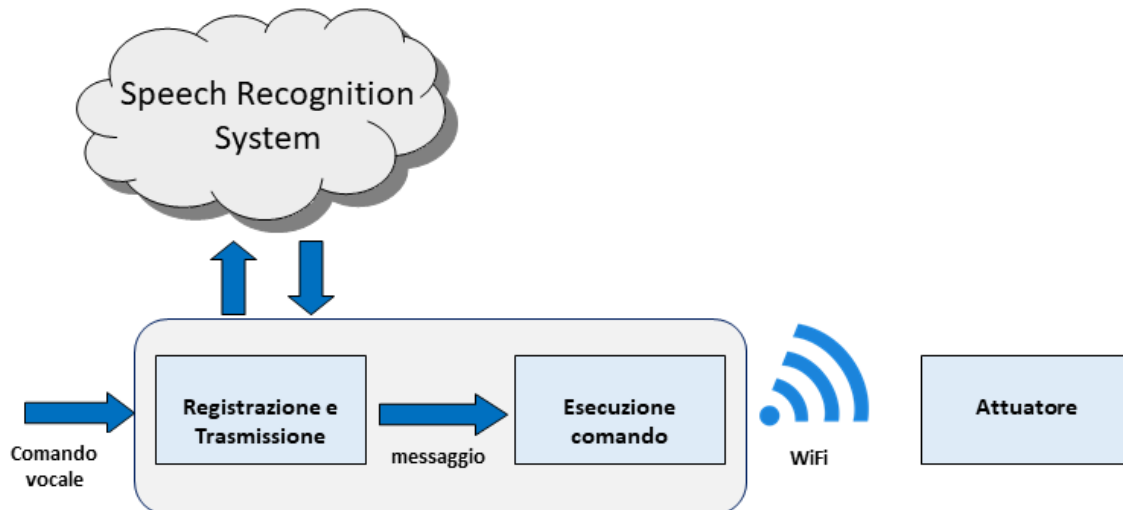 Speech Recognition
System
Comando
vocale
Registrazione e
Trasmissione
messaggio
Esecuzione
comando
WiFi
Attuatore